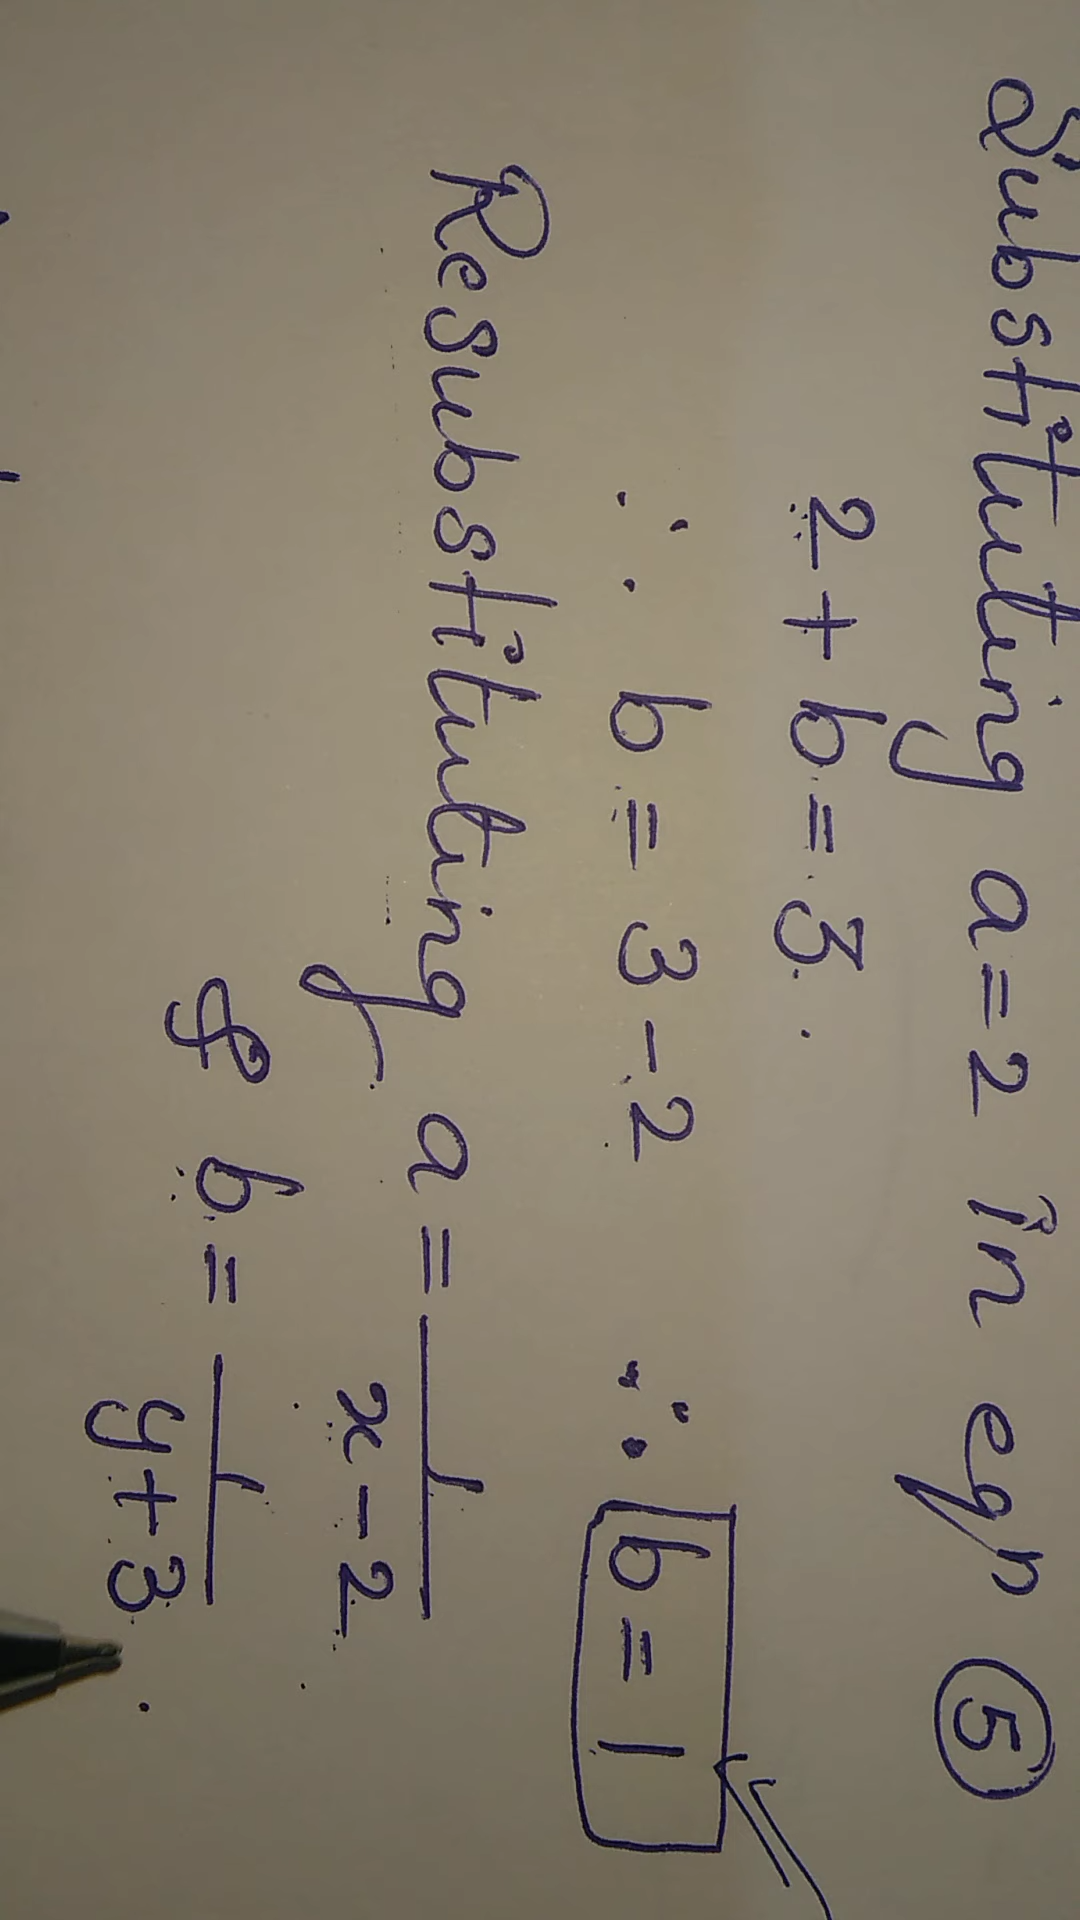 Substituting a = 2 in eqn ⑤
2 + b = 3.
∴ b = 3 - 2 ∴ b = 1
Resubstituting a = 1/(x - 2)
& b = 1/(y + 3)